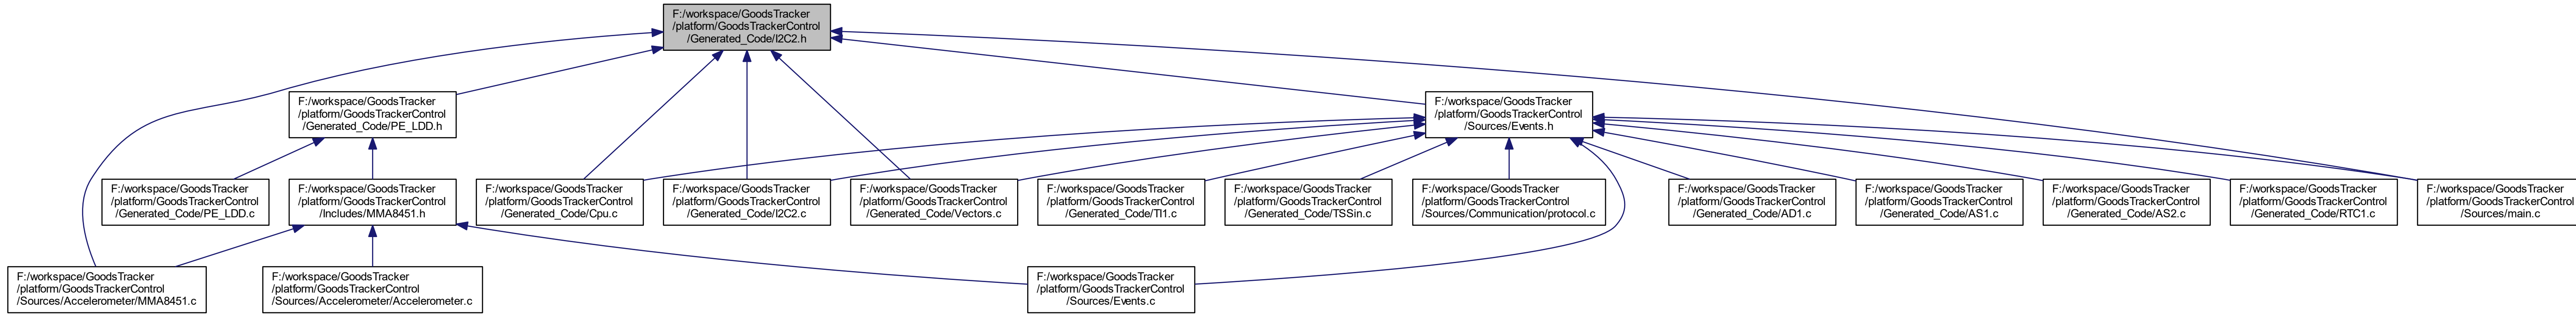 F:/workspace/GoodsTracker
/platform/GoodsTrackerControl
/Generated_Code/I2C2.h
F:/workspace/GoodsTracker
/platform/GoodsTrackerControl
/Generated_Code/PE_LDD.h
F:/workspace/GoodsTracker
/platform/GoodsTrackerControl
/Sources/Events.h
F:/workspace/GoodsTracker
/platform/GoodsTrackerControl
/Generated_Code/PE_LDD.c
F:/workspace/GoodsTracker
/platform/GoodsTrackerControl
/Includes/MMA8451.h
F:/workspace/GoodsTracker
/platform/GoodsTrackerControl
/Generated_Code/Cpu.c
F:/workspace/GoodsTracker
/platform/GoodsTrackerControl
/Generated_Code/I2C2.c
F:/workspace/GoodsTracker
/platform/GoodsTrackerControl
/Generated_Code/Vectors.c
F:/workspace/GoodsTracker
/platform/GoodsTrackerControl
/Generated_Code/TI1.c
F:/workspace/GoodsTracker
/platform/GoodsTrackerControl
/Generated_Code/TSSin.c
F:/workspace/GoodsTracker
/platform/GoodsTrackerControl
/Sources/Communication/protocol.c
F:/workspace/GoodsTracker
/platform/GoodsTrackerControl
/Generated_Code/AD1.c
F:/workspace/GoodsTracker
/platform/GoodsTrackerControl
/Generated_Code/AS1.c
F:/workspace/GoodsTracker
/platform/GoodsTrackerControl
/Generated_Code/AS2.c
F:/workspace/GoodsTracker
/platform/GoodsTrackerControl
/Generated_Code/RTC1.c
F:/workspace/GoodsTracker
/platform/GoodsTrackerControl
/Sources/main.c
F:/workspace/GoodsTracker
/platform/GoodsTrackerControl
/Sources/Accelerometer/MMA8451.c
F:/workspace/GoodsTracker
/platform/GoodsTrackerControl
/Sources/Accelerometer/Accelerometer.c
F:/workspace/GoodsTracker
/platform/GoodsTrackerControl
/Sources/Events.c